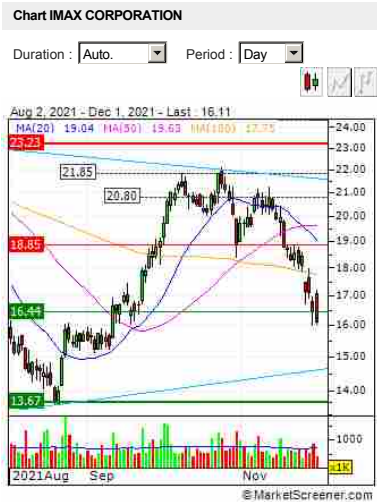 Chart IMAX CORPORATION
Duration : Auto. Period : Day
Aug 2, 2021 - Dec 1, 2021 - Last : 16.11
MA(20) 19.04 MA(50) 19.63 MA(100) 17.75
24.00
23.23
23.00
22.00
21.85
21.00
20.80
20.00
19.00
18.85
18.00
17.00
16.44
16.00
15.00
14.00
13.67
1000
x1K
2021Aug Sep Nov
© MarketScreener.com